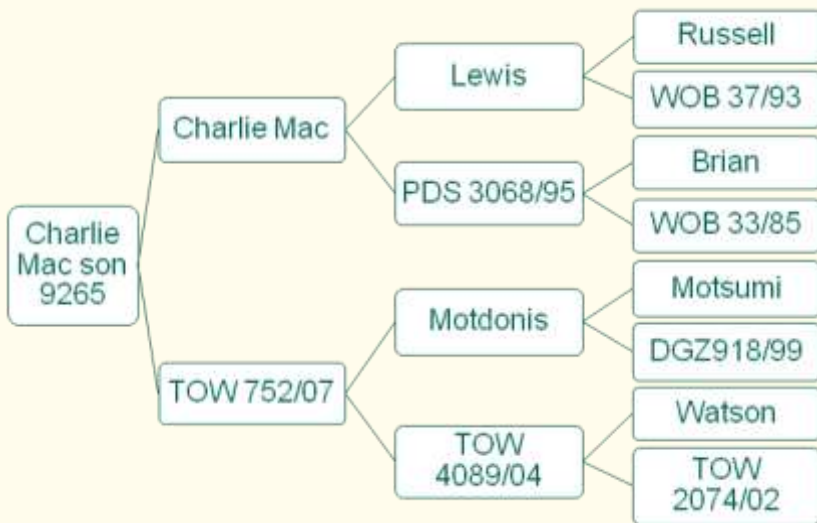 Charlie
Mac son
9265
Charlie Mac
TOW 752/07
Lewis
PDS 3068/95
Motdonis
TOW
4089/04
Russell
WOB 37/93
Brian
WOB 33/85
Motsumi
DGZ918/99
Watson
TOW
2074/02